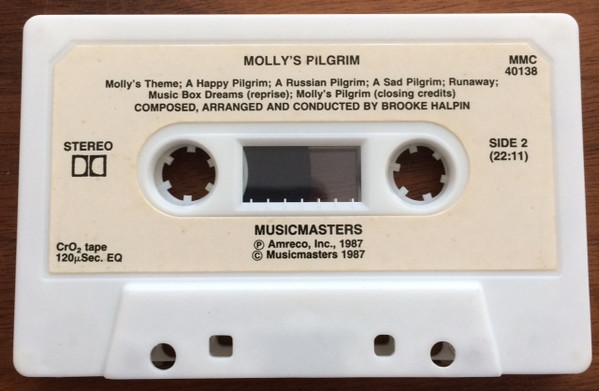 MOLLY'S PILGRIM
MMC
40138
Molly's Theme; A Happy Pilgrim; A Russian Pilgrim; A Sad Pilgrim; Runaway;
Music Box Dreams (reprise); Molly's Pilgrim (closing credits)
COMPOSED, ARRANGED AND CONDUCTED BY BROOKE HALPIN
STEREO
SIDE 2
(22:11)
MUSICMASTERS
℗ Amreco, Inc., 1987
© Musicmasters 1987
CrO₂ tape
120µSec. EQ